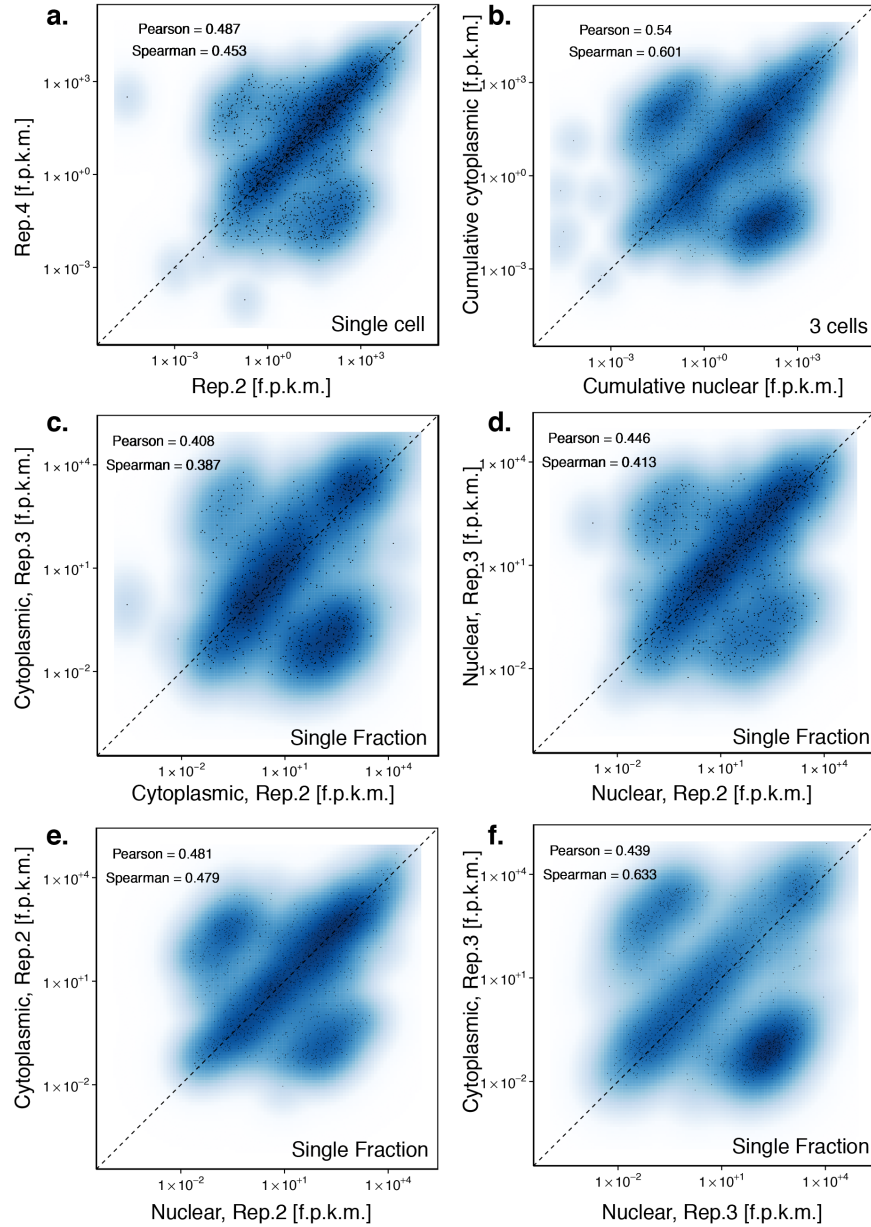 a.
Pearson = 0.487
Spearman = 0.453
1 × 10+3
1 × 10+0
1 × 10−3
Rep.4 [f.p.k.m.]
Single cell
1 × 10−3
1 × 10+0
1 × 10+3
Rep.2 [f.p.k.m.]
b.
Pearson = 0.54
Spearman = 0.601
1 × 10+3
1 × 10+0
1 × 10−3
Cumulative cytoplasmic [f.p.k.m.]
3 cells
1 × 10−3
1 × 10+0
1 × 10+3
Cumulative nuclear [f.p.k.m.]
c.
Pearson = 0.408
Spearman = 0.387
1 × 10+4
1 × 10+1
1 × 10−2
Cytoplasmic, Rep.3 [f.p.k.m.]
Single Fraction
1 × 10−2
1 × 10+1
1 × 10+4
Cytoplasmic, Rep.2 [f.p.k.m.]
d.
Pearson = 0.446
Spearman = 0.413
1 × 10+4
1 × 10+1
1 × 10−2
Nuclear, Rep.3 [f.p.k.m.]
Single Fraction
1 × 10−2
1 × 10+1
1 × 10+4
Nuclear, Rep.2 [f.p.k.m.]
e.
Pearson = 0.481
Spearman = 0.479
1 × 10+4
1 × 10+1
1 × 10−2
Cytoplasmic, Rep.2 [f.p.k.m.]
Single Fraction
1 × 10−2
1 × 10+1
1 × 10+4
Nuclear, Rep.2 [f.p.k.m.]
f.
Pearson = 0.439
Spearman = 0.633
1 × 10+4
1 × 10+1
1 × 10−2
Cytoplasmic, Rep.3 [f.p.k.m.]
Single Fraction
1 × 10−2
1 × 10+1
1 × 10+4
Nuclear, Rep.3 [f.p.k.m.]